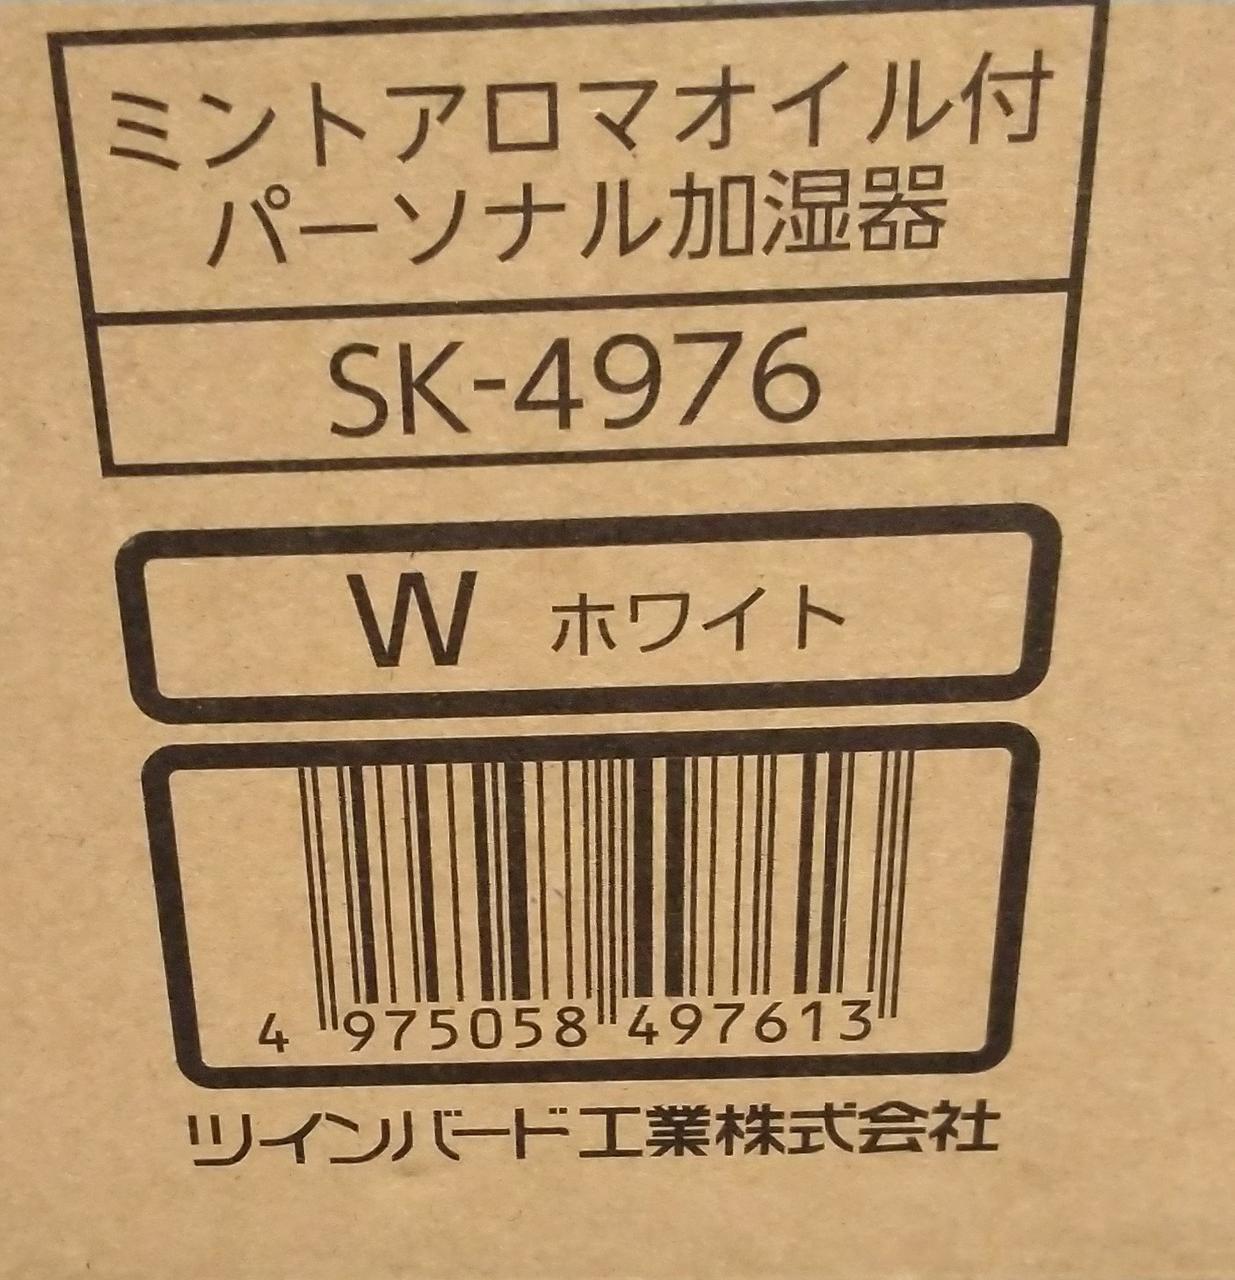 ミントアロマオイル付
パーソナル加湿器
SK-4976
W ホワイト
4 975058 497613
ツインバード工業株式会社